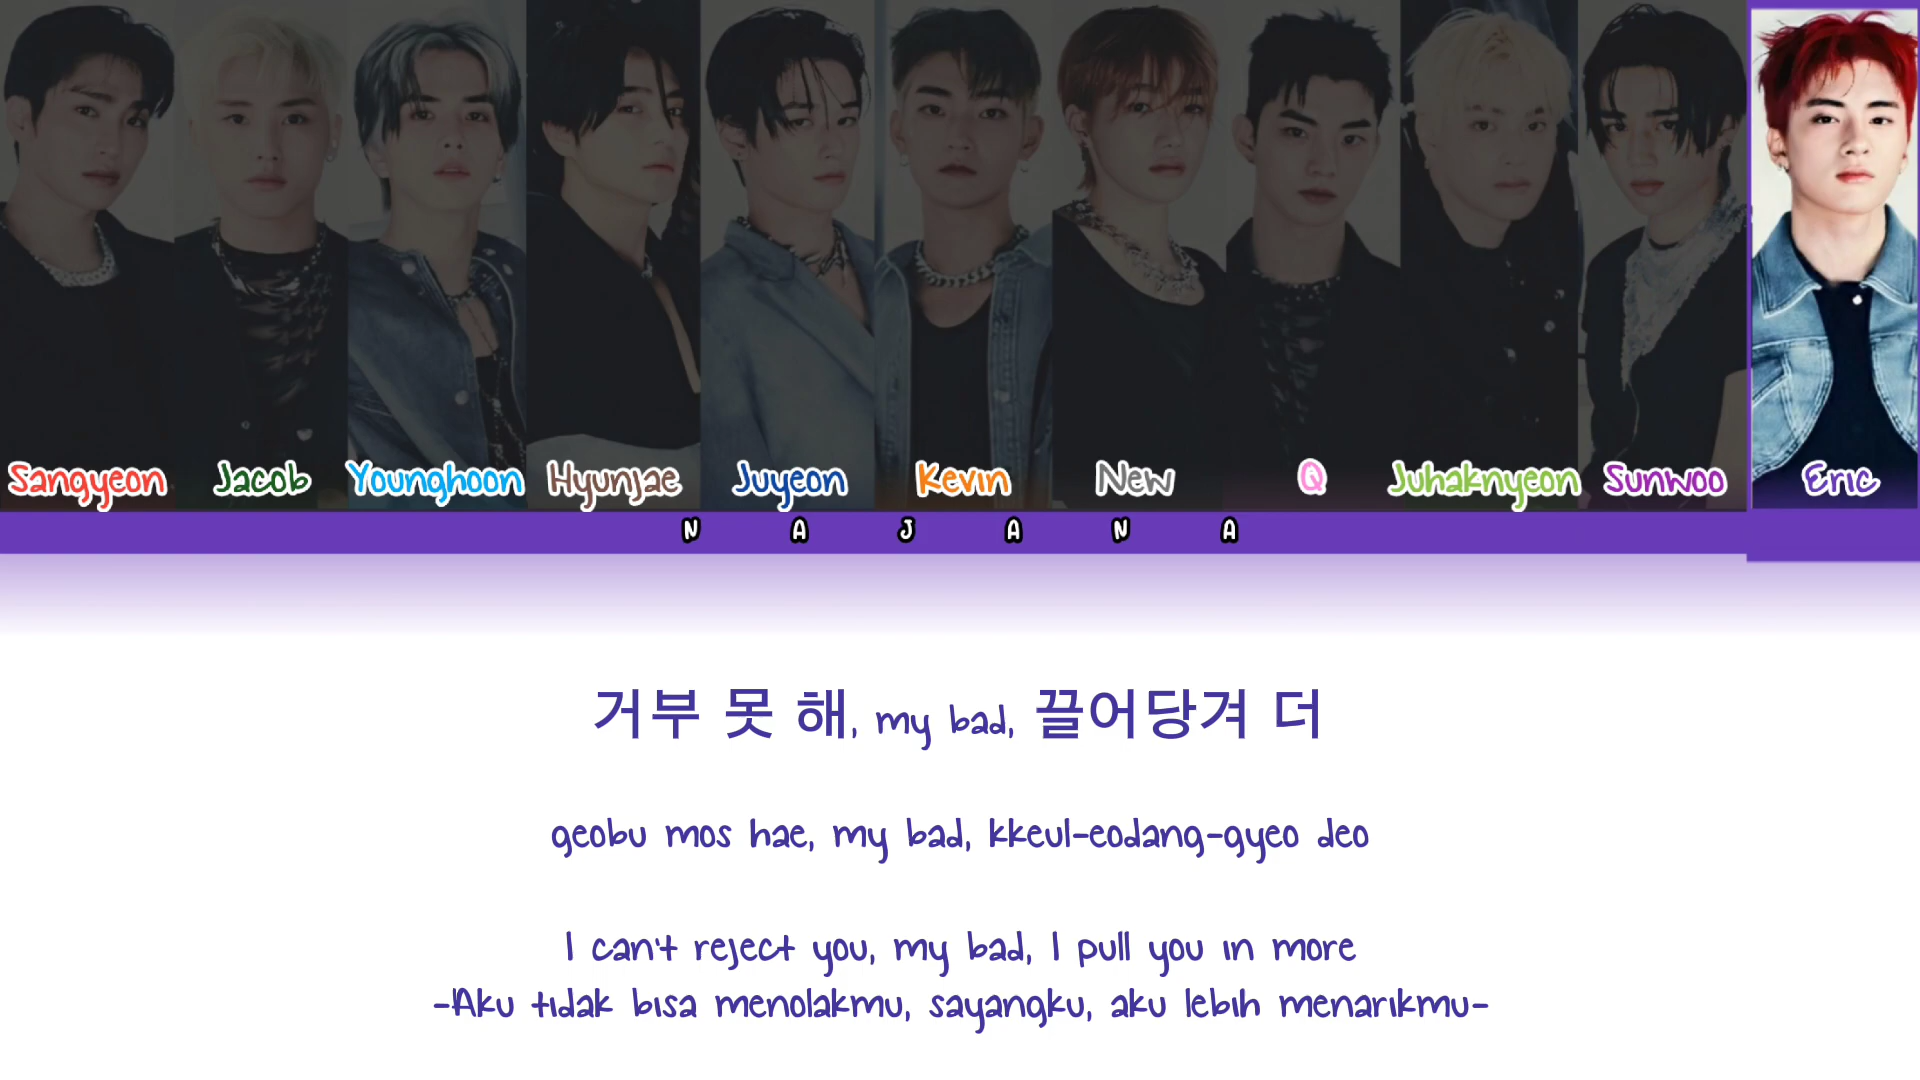 Sangyeon Jacob Younghoon Hyunjae Juyeon Kevin New Q Juhaknyeon Sunwoo Eric
N A J A N A
거부 못 해, my bad, 끌어당겨 더
geobu mos hae, my bad, kkeul-eodang-gyeo deo
I can't reject you, my bad, I pull you in more
-Aku tidak bisa menolakmu, sayangku, aku lebih menarikmu-